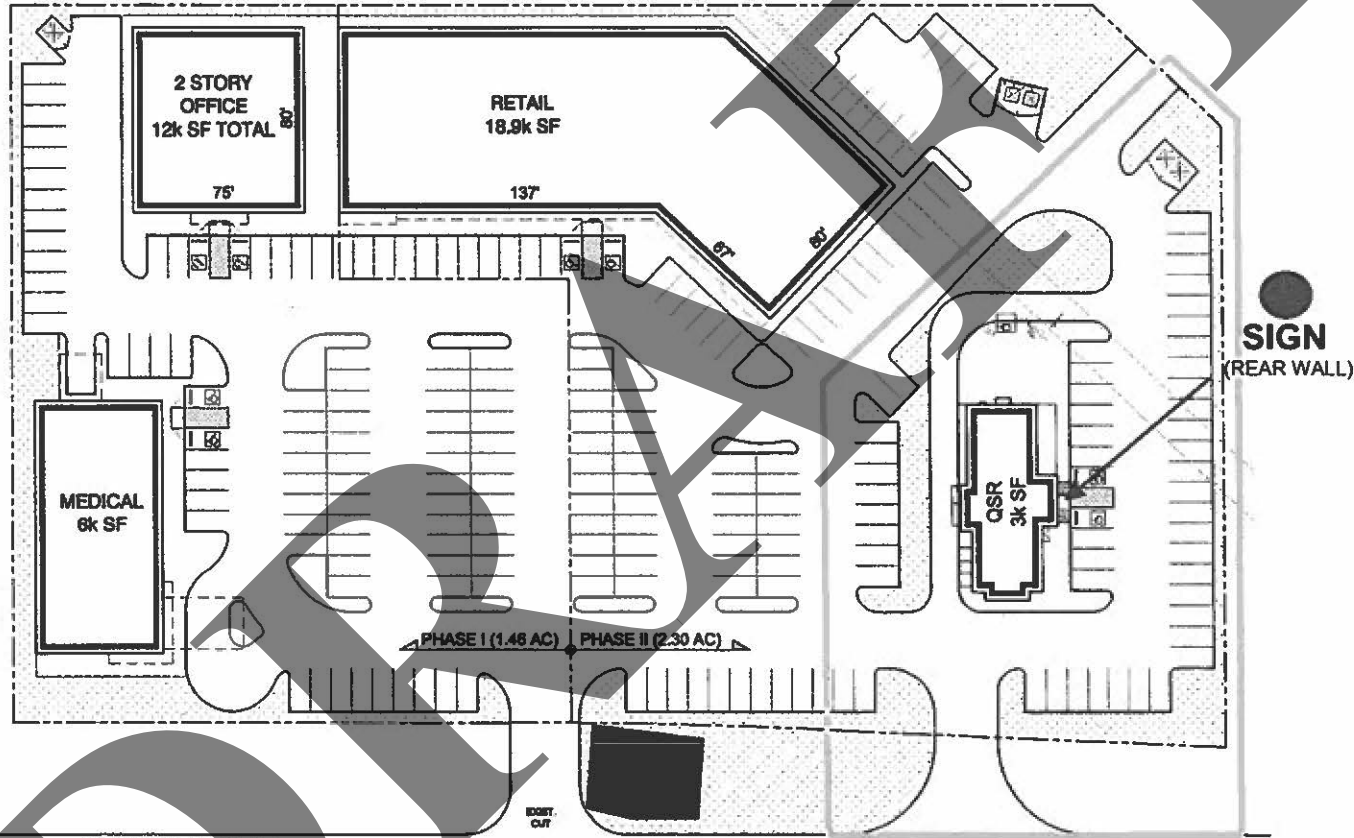 2 STORY
OFFICE
12k SF TOTAL
80'
75'
RETAIL
18.9k SF
137'
67'
80'
SIGN
(REAR WALL)
MEDICAL
6k SF
QSR
3k SF
PHASE I (1.46 AC)
PHASE II (2.30 AC)
EXIST.
CUT
DRAFT